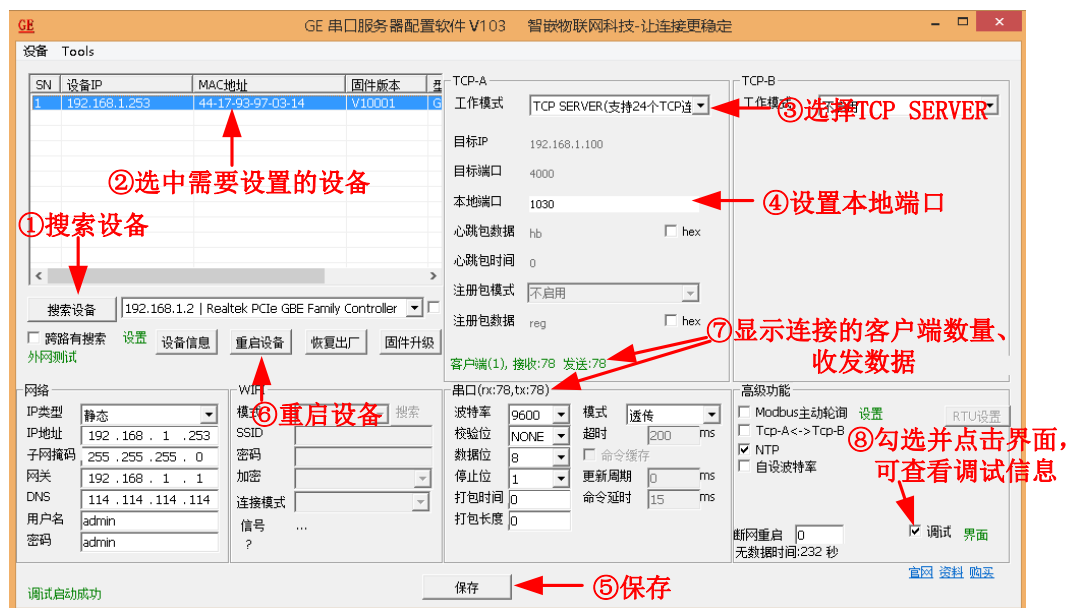 GE
GE 串口服务器配置软件 V103 智嵌物联网科技-让连接更稳定
设备 Tools
SN 设备IP MAC地址 固件版本
1 192.168.1.253 44-17-93-97-03-14 V10001 G
②选中需要设置的设备
①搜索设备
搜索设备 192.168.1.2 | Realtek PCIe GBE Family Controller
跨路有搜索 设置 设备信息 重启设备 恢复出厂 固件升级
外网测试
⑥重启设备
TCP-A
工作模式 TCP SERVER(支持24个TCP连
目标IP 192.168.1.100
目标端口 4000
本地端口 1030
心跳包数据 hb hex
心跳包时间 0
注册包模式 不启用
注册包数据 reg hex
客户端(1), 接收:78 发送:78
TCP-B
工作模式
③选择TCP SERVER
④设置本地端口
⑦显示连接的客户端数量、
收发数据
网络
IP类型 静态
IP地址 192 .168 . 1 .253
子网掩码 255 .255 .255 . 0
网关 192 .168 . 1 . 1
DNS 114 .114 .114 .114
用户名 admin
密码 admin
WIFI
模式 搜索
SSID
密码
加密
连接模式
信号 ...
?
串口(rx:78,tx:78)
波特率 9600 模式 透传
校验位 NONE 超时 200 ms
数据位 8 命令缓存
停止位 1 更新周期 0 ms
打包时间 0 命令延时 15 ms
打包长度 0
高级功能
Modbus主动轮询 设置 RTU设置
Tcp-A<->Tcp-B
NTP
自设波特率
⑧勾选并点击界面,
可查看调试信息
断网重启 0 调试 界面
无数据时间:232 秒
官网 资料 购买
保存
⑤保存
调试启动成功